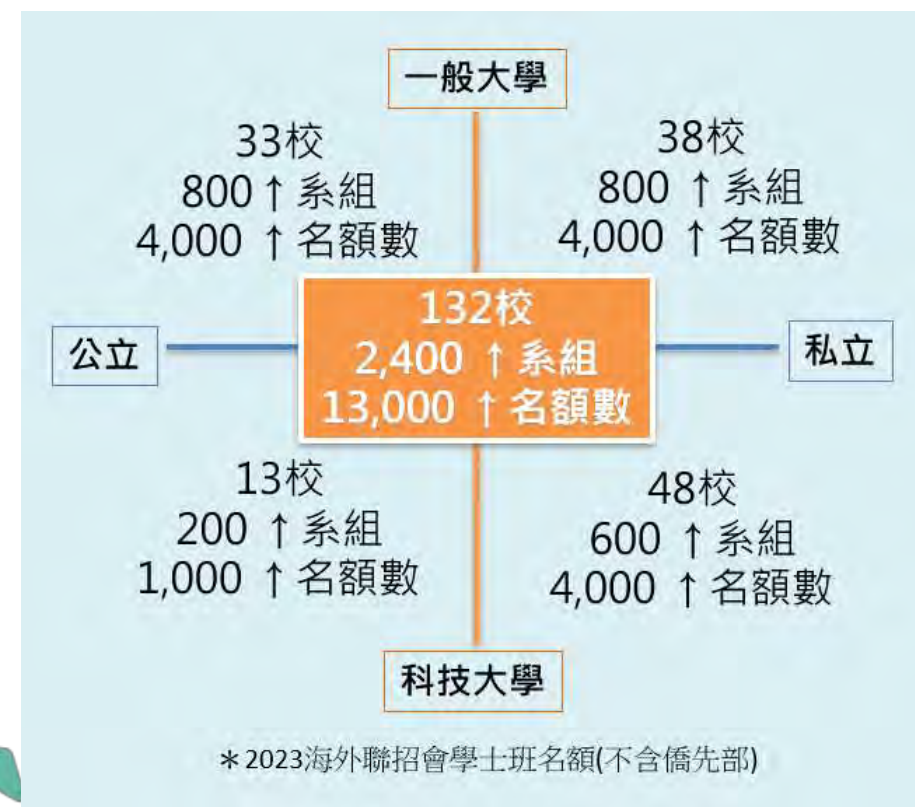 一般大學
33校
800 ↑ 系組
4,000 ↑ 名額數
38校
800 ↑ 系組
4,000 ↑ 名額數
公立
132校
2,400 ↑ 系組
13,000 ↑ 名額數
私立
13校
200 ↑ 系組
1,000 ↑ 名額數
48校
600 ↑ 系組
4,000 ↑ 名額數
科技大學
＊2023海外聯招會學士班名額(不含僑先部)